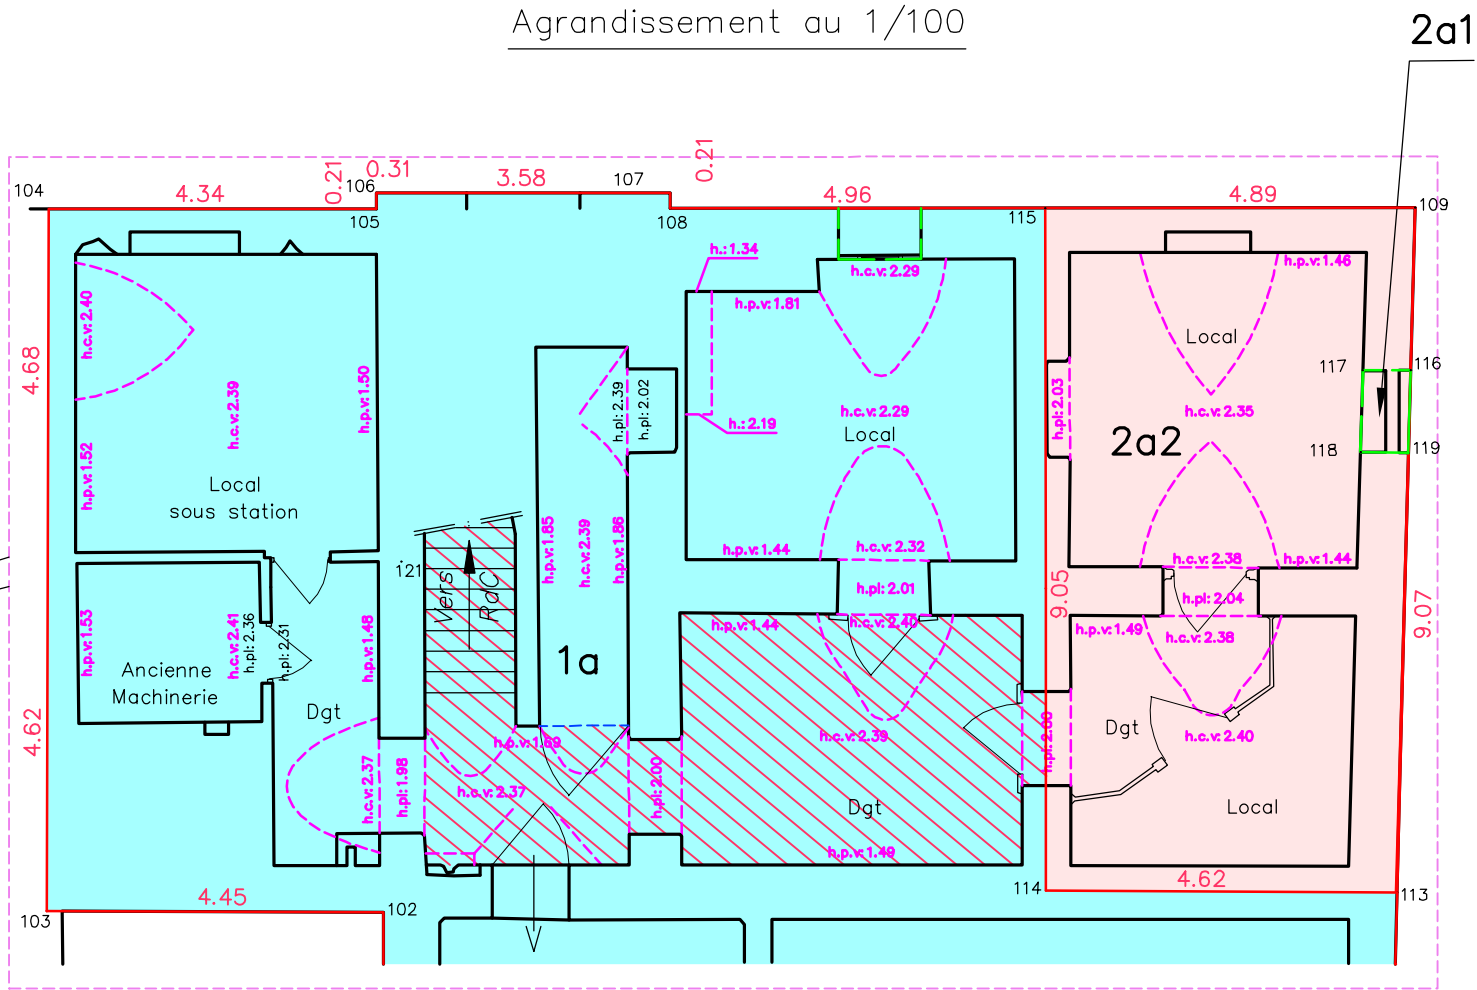 Agrandissement au 1/100
2a1
104
4.34
0.21
106
0.31
3.58
107
0.21
4.96
4.89
109
105
108
115
h.:1.34
h.c.v:2.29
h.p.v:1.46
h.c.v:2.40
h.p.v:1.81
Local
4.68
h.c.v:2.39
h.p.v:1.50
h.pl:2.39
h.pl:2.02
h.c.v:2.29
h.:2.19
Local
h.pl:2.03
h.c.v:2.35
117
116
2a2
118
119
h.p.v:1.52
Local
sous station
h.p.v:1.85
h.c.v:2.39
h.p.v:1.86
h.p.v:1.44
h.c.v:2.32
h.c.v:2.38
h.p.v:1.44
121
Vers
RdC
h.pl:2.01
9.05
h.pl:2.04
9.07
h.p.v:1.53
h.c.v:2.41
h.pl:2.36
h.pl:2.31
h.p.v:1.48
h.p.v:1.44
h.c.v:2.40
h.p.v:1.49
h.c.v:2.38
Ancienne
Machinerie
1a
Dgt
4.62
h.p.v:1.69
h.c.v:2.39
h.pl:2.00
Dgt
h.c.v:2.40
h.c.v:2.37
h.pl:1.98
h.c.v:2.37
h.pl:2.00
Dgt
Local
h.p.v:1.49
4.45
102
103
114
4.62
113